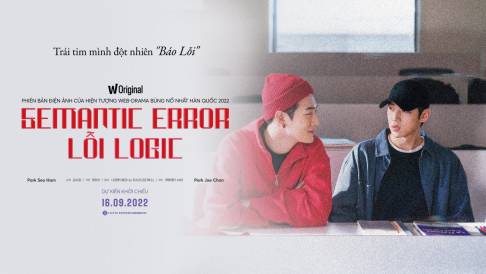 Trái tim mình đột nhiên "Báo Lỗi"
W Original
PHIÊN BẢN ĐIỆN ẢNH CỦA HIỆN TƯỢNG WEB-DRAMA BÙNG NỔ NHẤT HÀN QUỐC 2022
SEMANTIC ERROR
LỖI LOGIC
Park Seo Ham Park Jae Chan
DỰ KIẾN KHỞI CHIẾU
16.09.2022